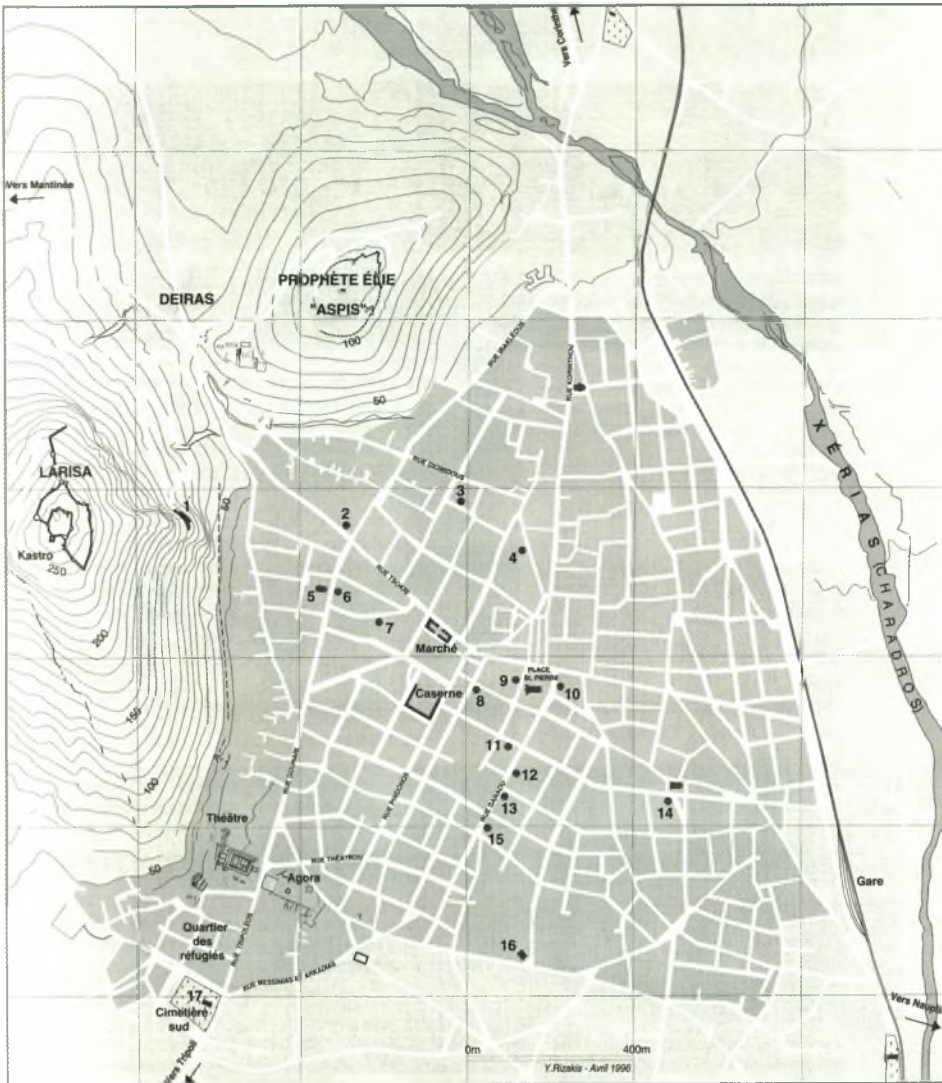 Vers Corinthe
Vers Mantinée
PROPHÈTE ÉLIE
DEIRAS
"ASPIS"
100
RUE IRAKLÉOUS
RUE KORINTHOU
50
XÉRIAS (CHARADROS)
RUE DIOMIDOUS
LARISA
50
1
3
2
Kastro
250
4
RUE TSOKRI
5
6
7
200
Marché
PLACE
St. PIERRE
9
10
Caserne
8
150
11
RUE GOUNARI
RUE PHIDONOS
12
100
RUE DANAOU
13
14
Théâtre
15
RUE THÉATROU
50
Agora
Gare
Quartier
des
réfugiés
RUE TRIPOLEOS
16
RUE MESSINIAS ET ARKADIAS
17
Cimetière
sud
Vers Nauplie
Vers Tripoli
0m
400m
Y.Rizakis - Avril 1996